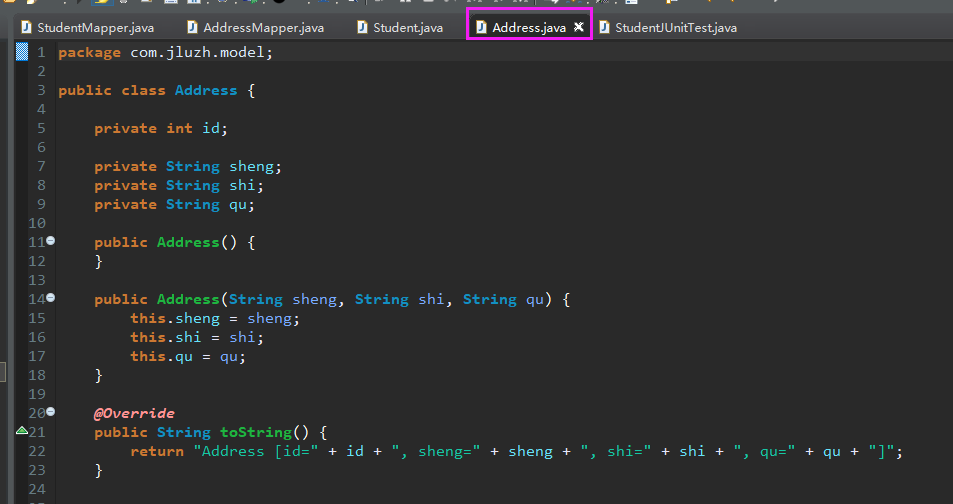 StudentMapper.java AddressMapper.java Student.java Address.java StudentJUnitTest.java
1 package com.jluzh.model;
2
3 public class Address {
4
5     private int id;
6
7     private String sheng;
8     private String shi;
9     private String qu;
10
11     public Address() {
12     }
13
14     public Address(String sheng, String shi, String qu) {
15         this.sheng = sheng;
16         this.shi = shi;
17         this.qu = qu;
18     }
19
20     @Override
21     public String toString() {
22         return "Address [id=" + id + ", sheng=" + sheng + ", shi=" + shi + ", qu=" + qu + "]";
23     }
24